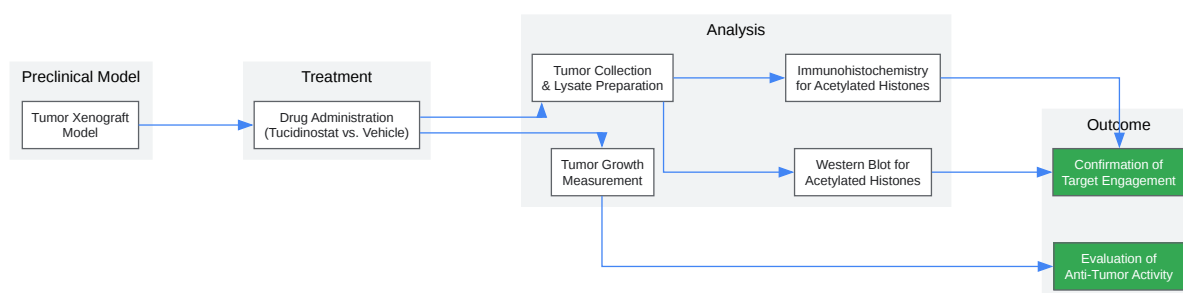 Preclinical Model
Tumor Xenograft
Model
Treatment
Drug Administration
(Tucidinostat vs. Vehicle)
Analysis
Tumor Collection
& Lysate Preparation
Immunohistochemistry
for Acetylated Histones
Tumor Growth
Measurement
Western Blot for
Acetylated Histones
Outcome
Confirmation of
Target Engagement
Evaluation of
Anti-Tumor Activity